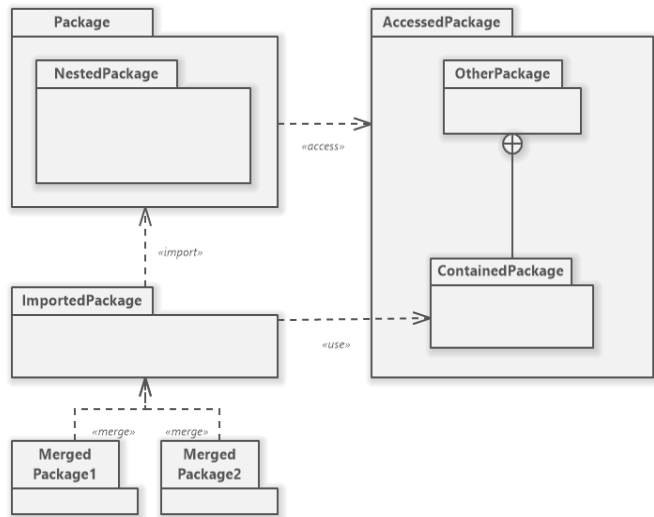 Package
AccessedPackage
NestedPackage
OtherPackage
«access»
«import»
ContainedPackage
ImportedPackage
«use»
«merge»
«merge»
Merged
Package1
Merged
Package2